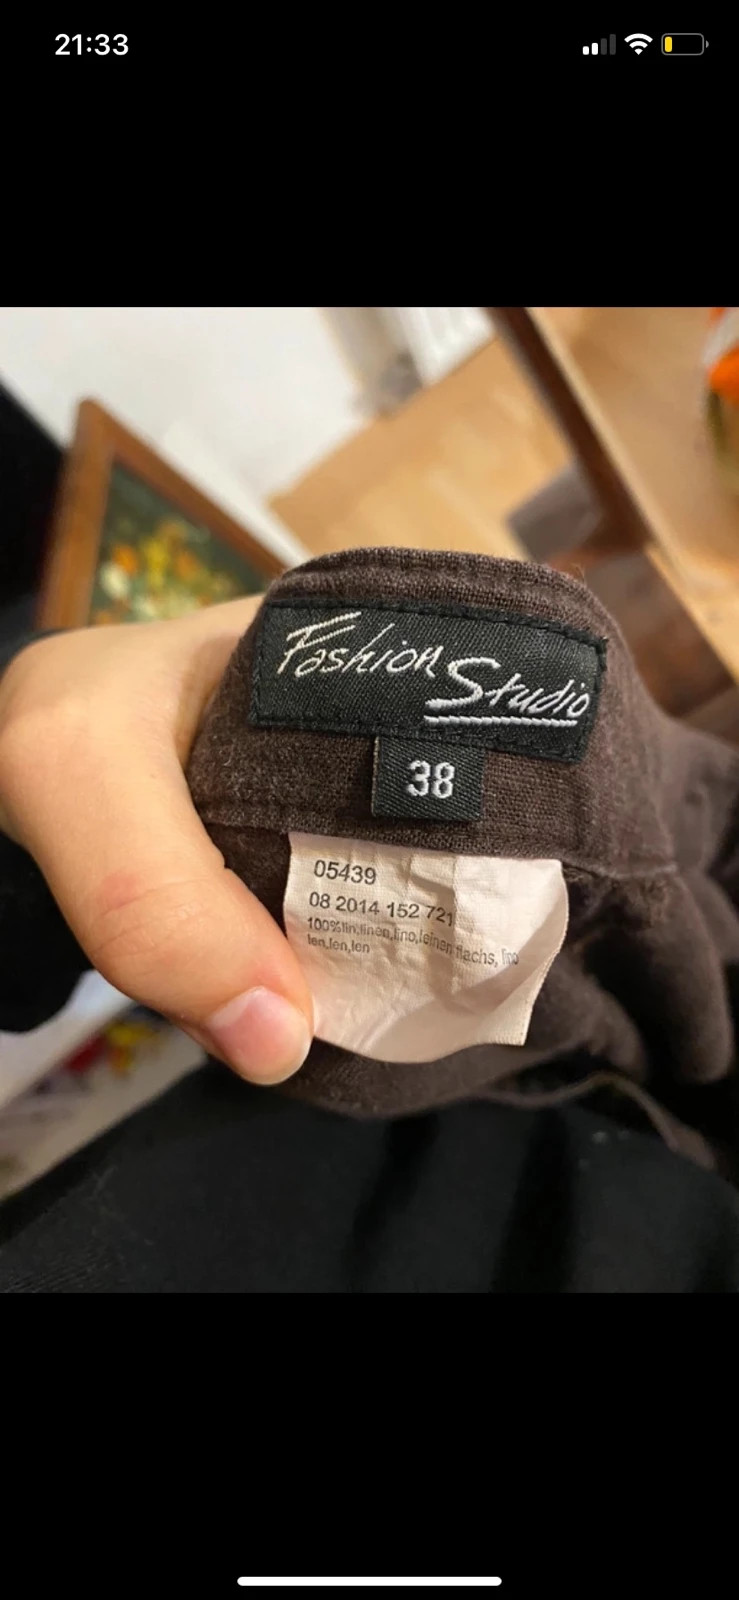 21:33
Fashion
Studio
38
05439
08 2014 152 721
100%lin,linen,lino,leinen,flachs, lino
len,len,len